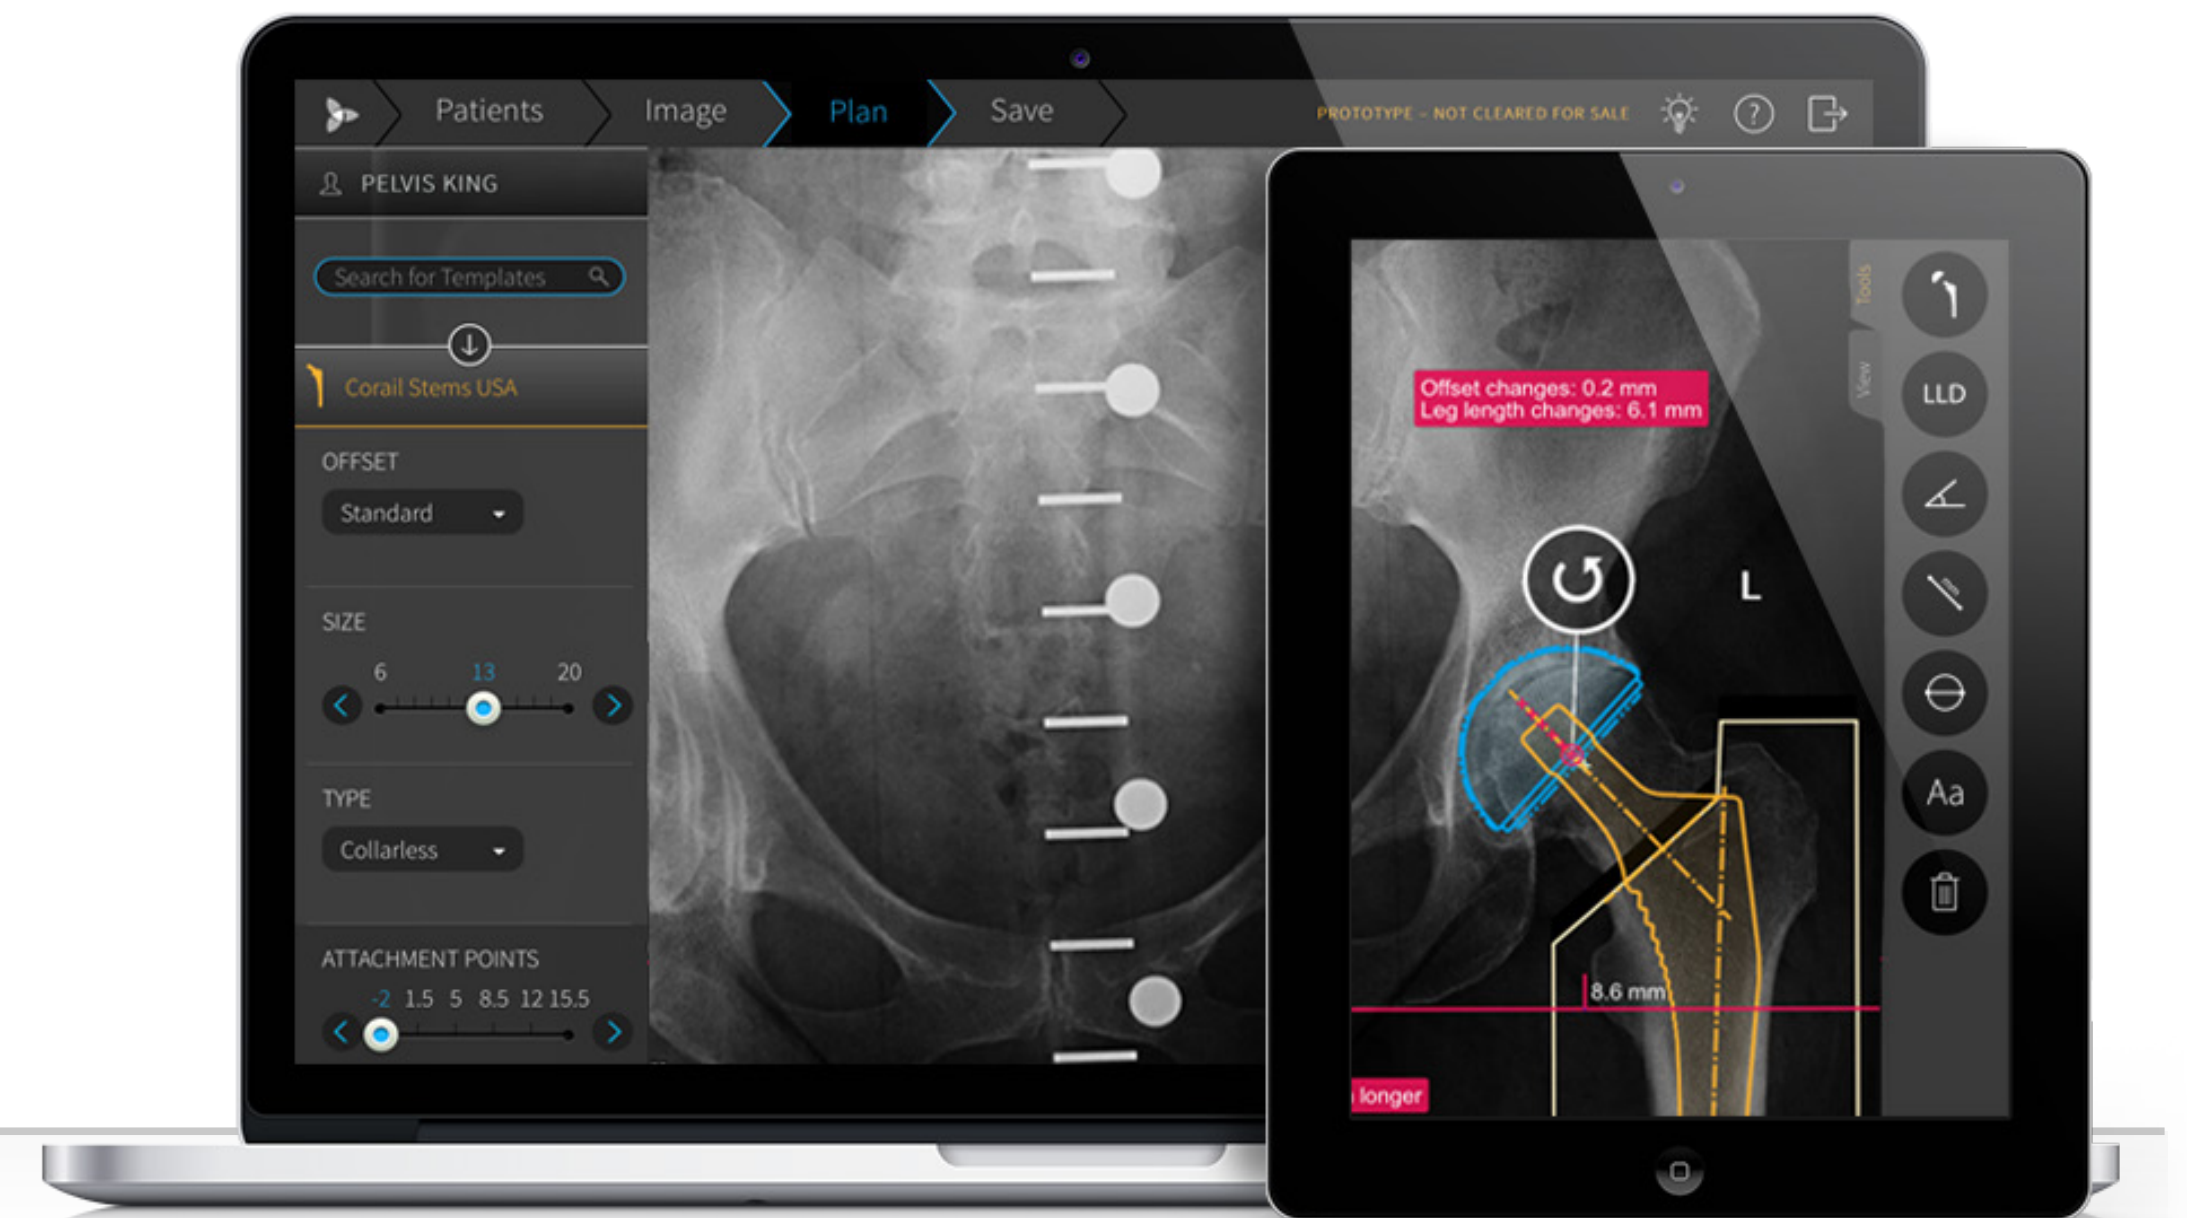 Patients
Image
Plan
Save
PROTOTYPE – NOT CLEARED FOR SALE
?
PELVIS KING
Search for Templates
Corail Stems USA
OFFSET
Standard
SIZE
6 13 20
TYPE
Collarless
ATTACHMENT POINTS
-2 1.5 5 8.5 12 15.5
Tools
View
Offset changes: 0.2 mm
Leg length changes: 6.1 mm
LLD
L
mm
Aa
8.6 mm
longer